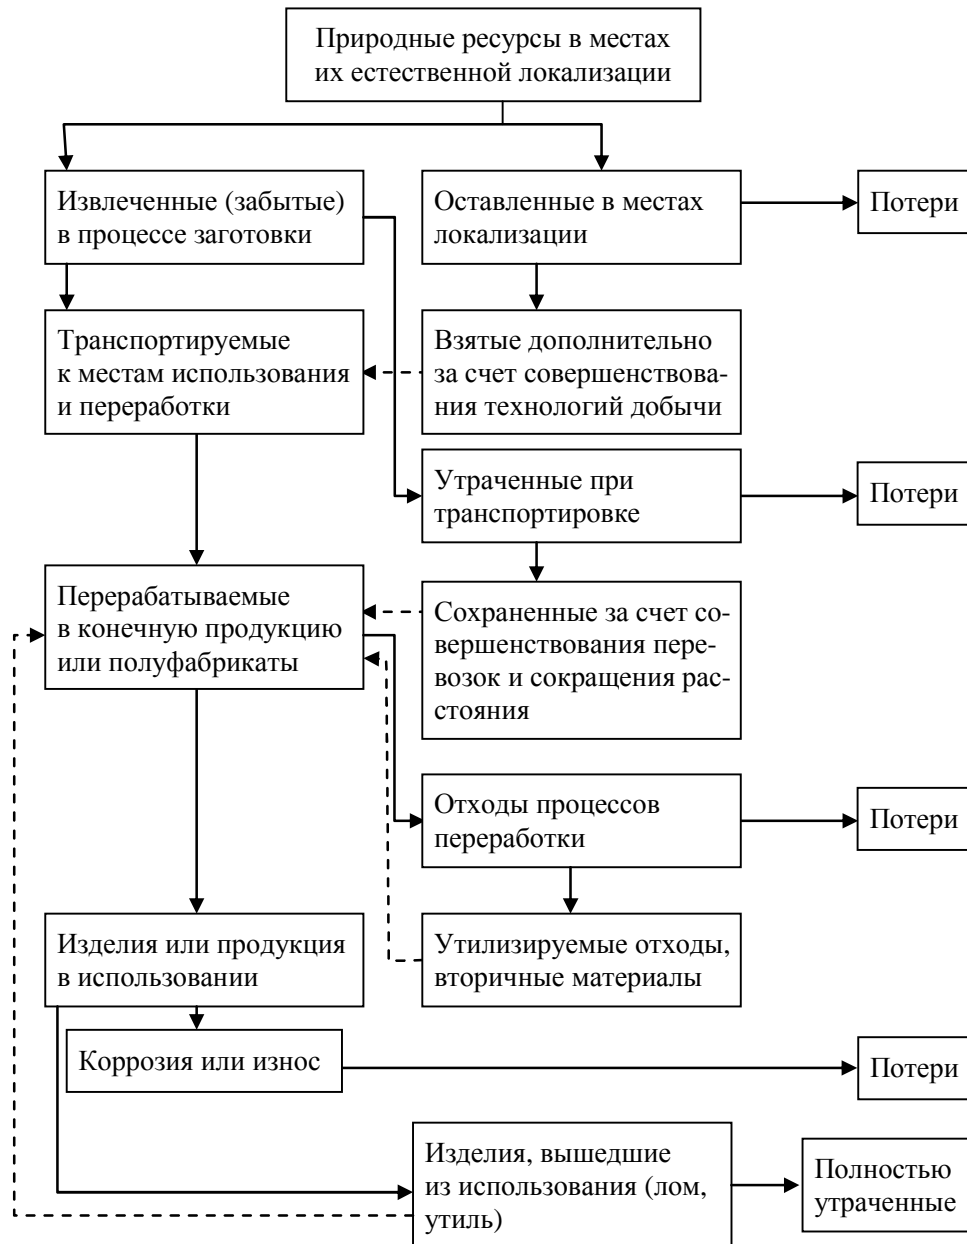 Природные ресурсы в местах
их естественной локализации
Извлеченные (забытые)
в процессе заготовки
Оставленные в местах
локализации
Потери
Транспортируемые
к местам использования
и переработки
Взятые дополнительно
за счет совершенствова-
ния технологий добычи
Утраченные при
транспортировке
Потери
Перерабатываемые
в конечную продукцию
или полуфабрикаты
Сохраненные за счет со-
вершенствования пере-
возок и сокращения рас-
стояния
Отходы процессов
переработки
Потери
Изделия или продукция
в использовании
Утилизируемые отходы,
вторичные материалы
Коррозия или износ
Потери
Изделия, вышедшие
из использования (лом,
утиль)
Полностью
утраченные